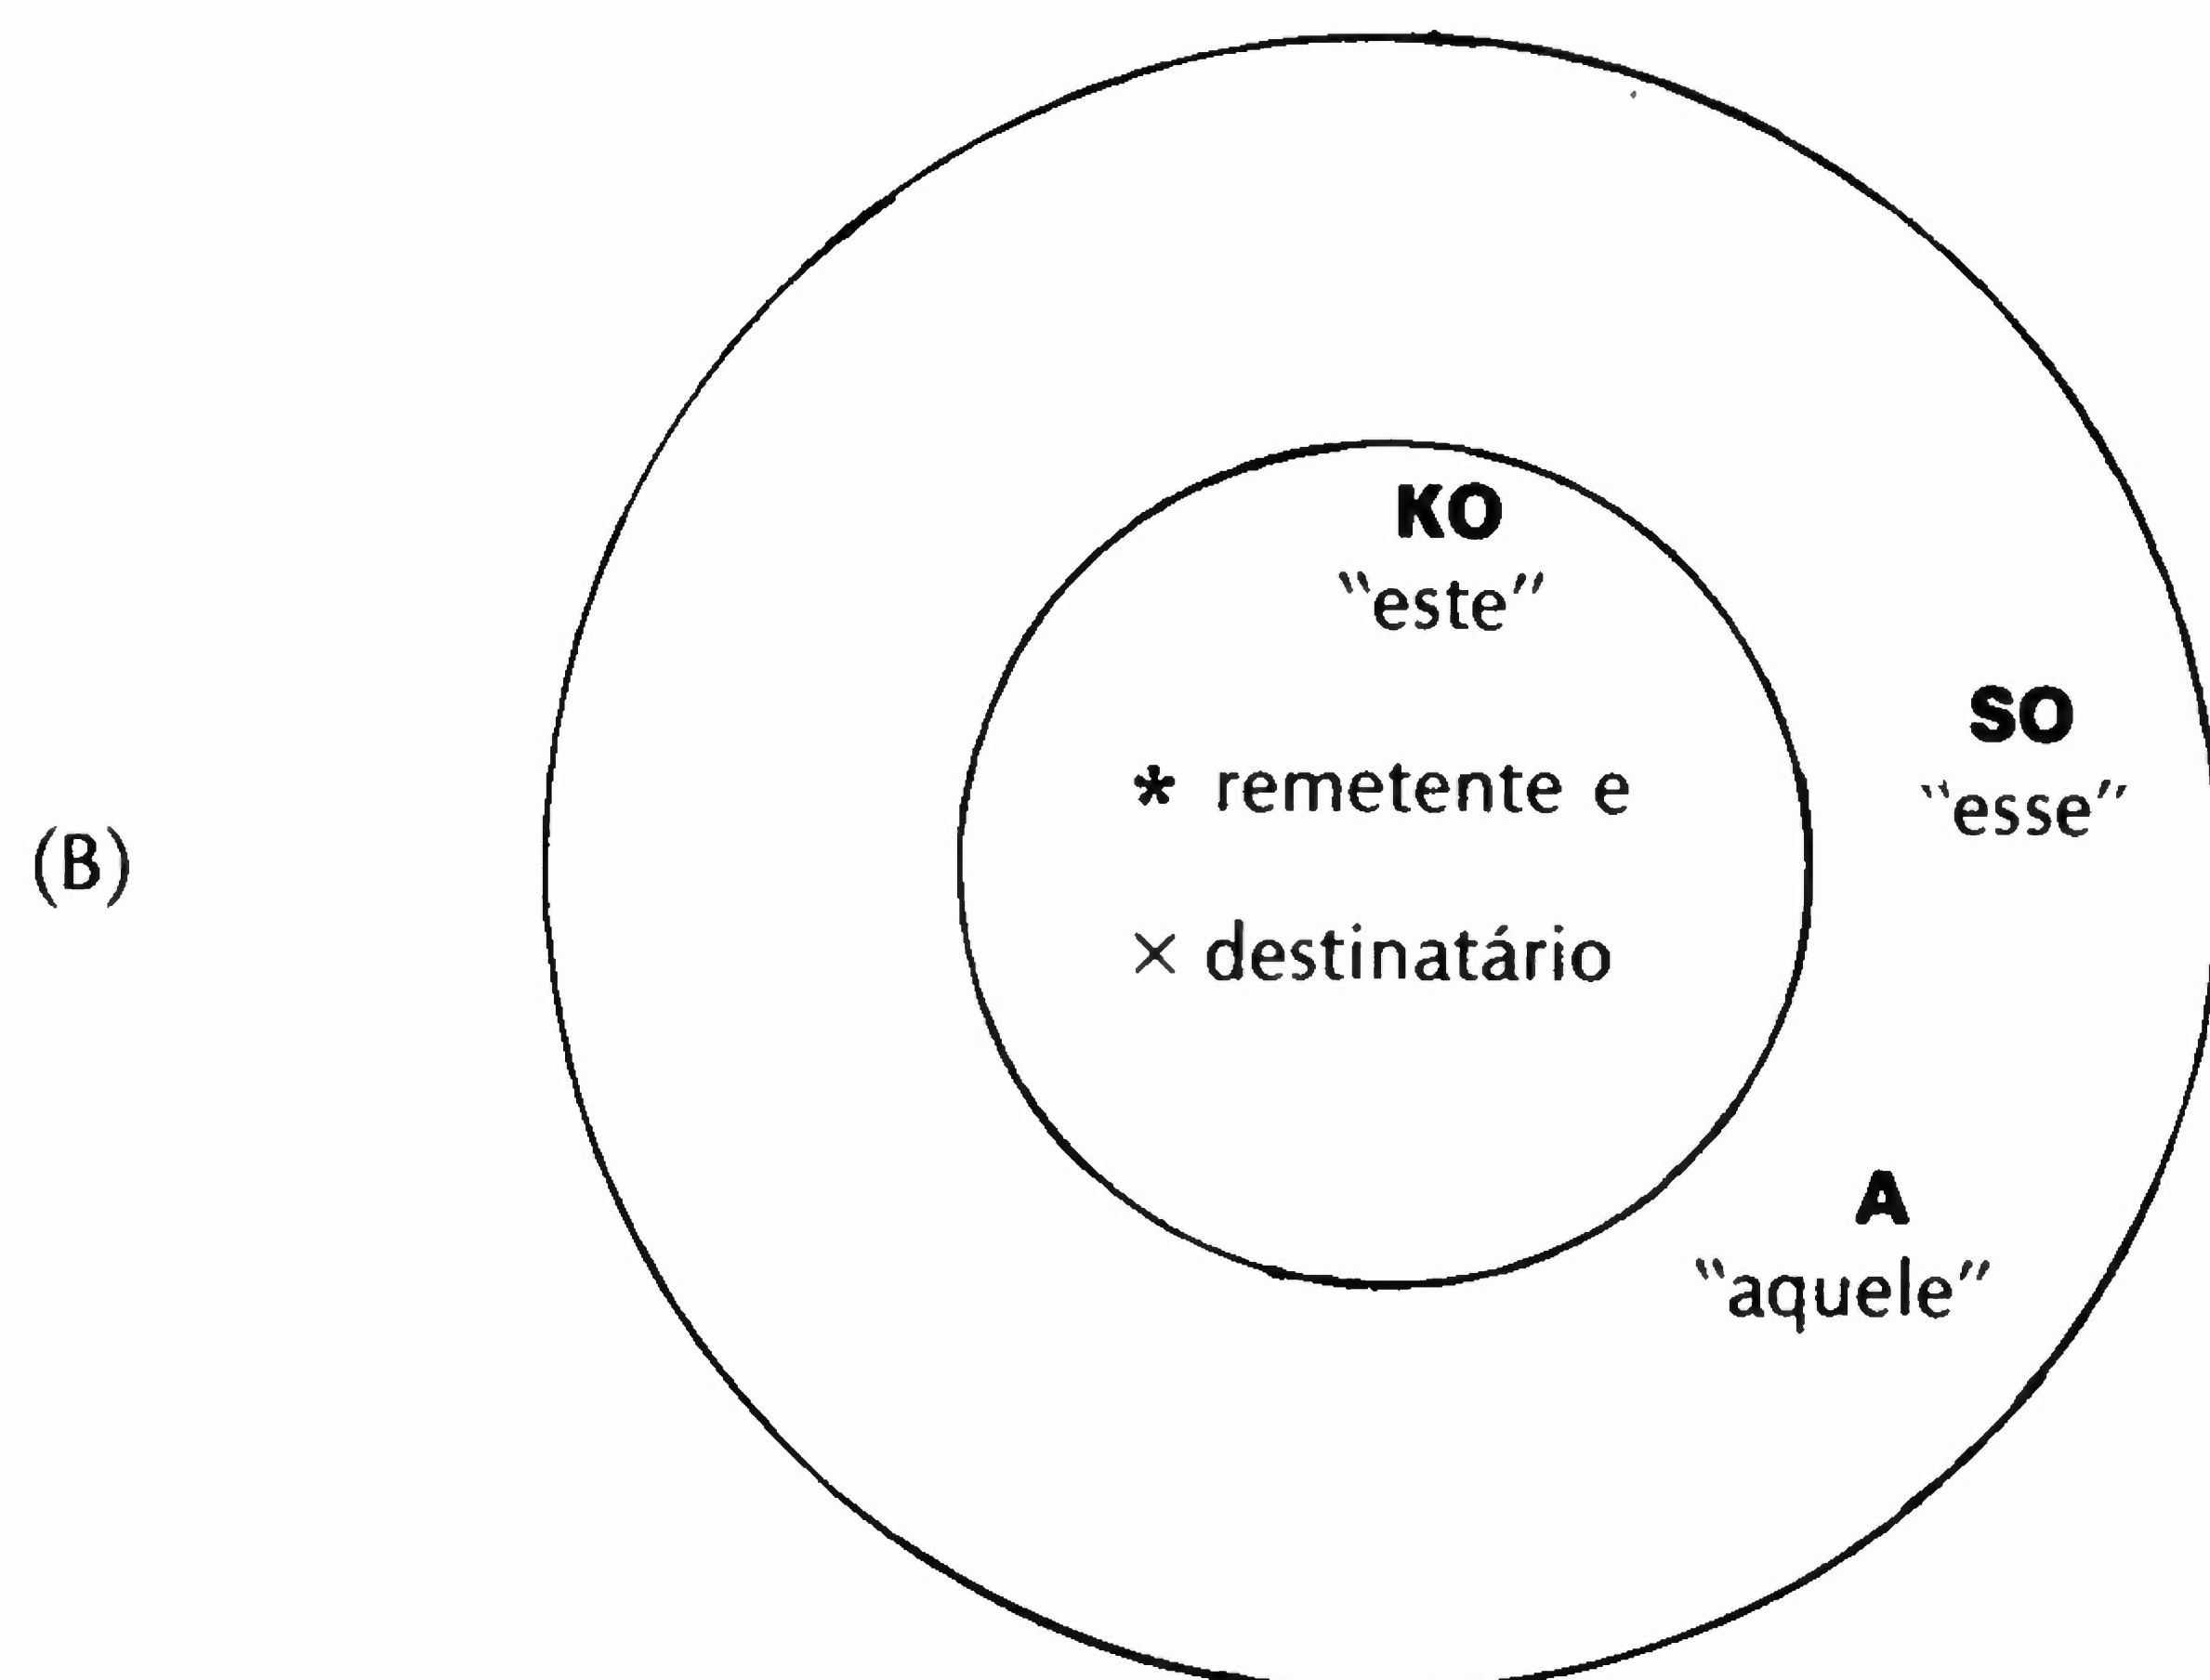 KO
"este"
SO
"esse"
* remetente e
(B)
× destinatário
A
"aquele"